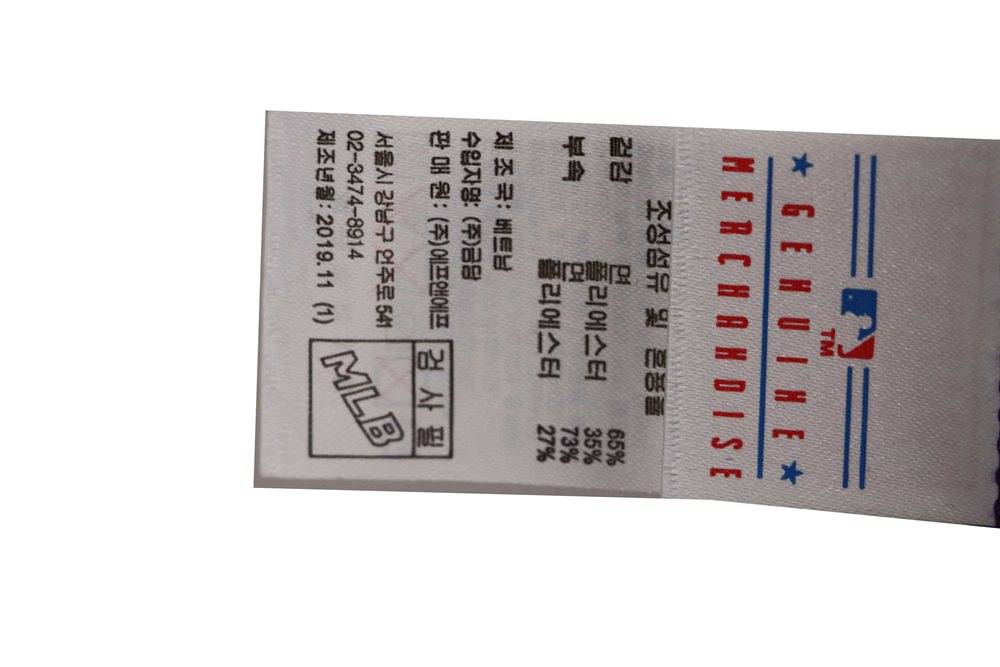 TM
★ GENUINE ★
MERCHANDISE
조성섬유 및 혼용률
겉감 면 65%
폴리에스터 35%
부속 면 73%
폴리에스터 27%
제 조 국: 베트남
수입자명: (주)금담
판 매 원: (주)에프앤에프
서울시 강남구 언주로 541
02-3474-8914
제조년월: 2019.11 (1)
검 사 필
MLB